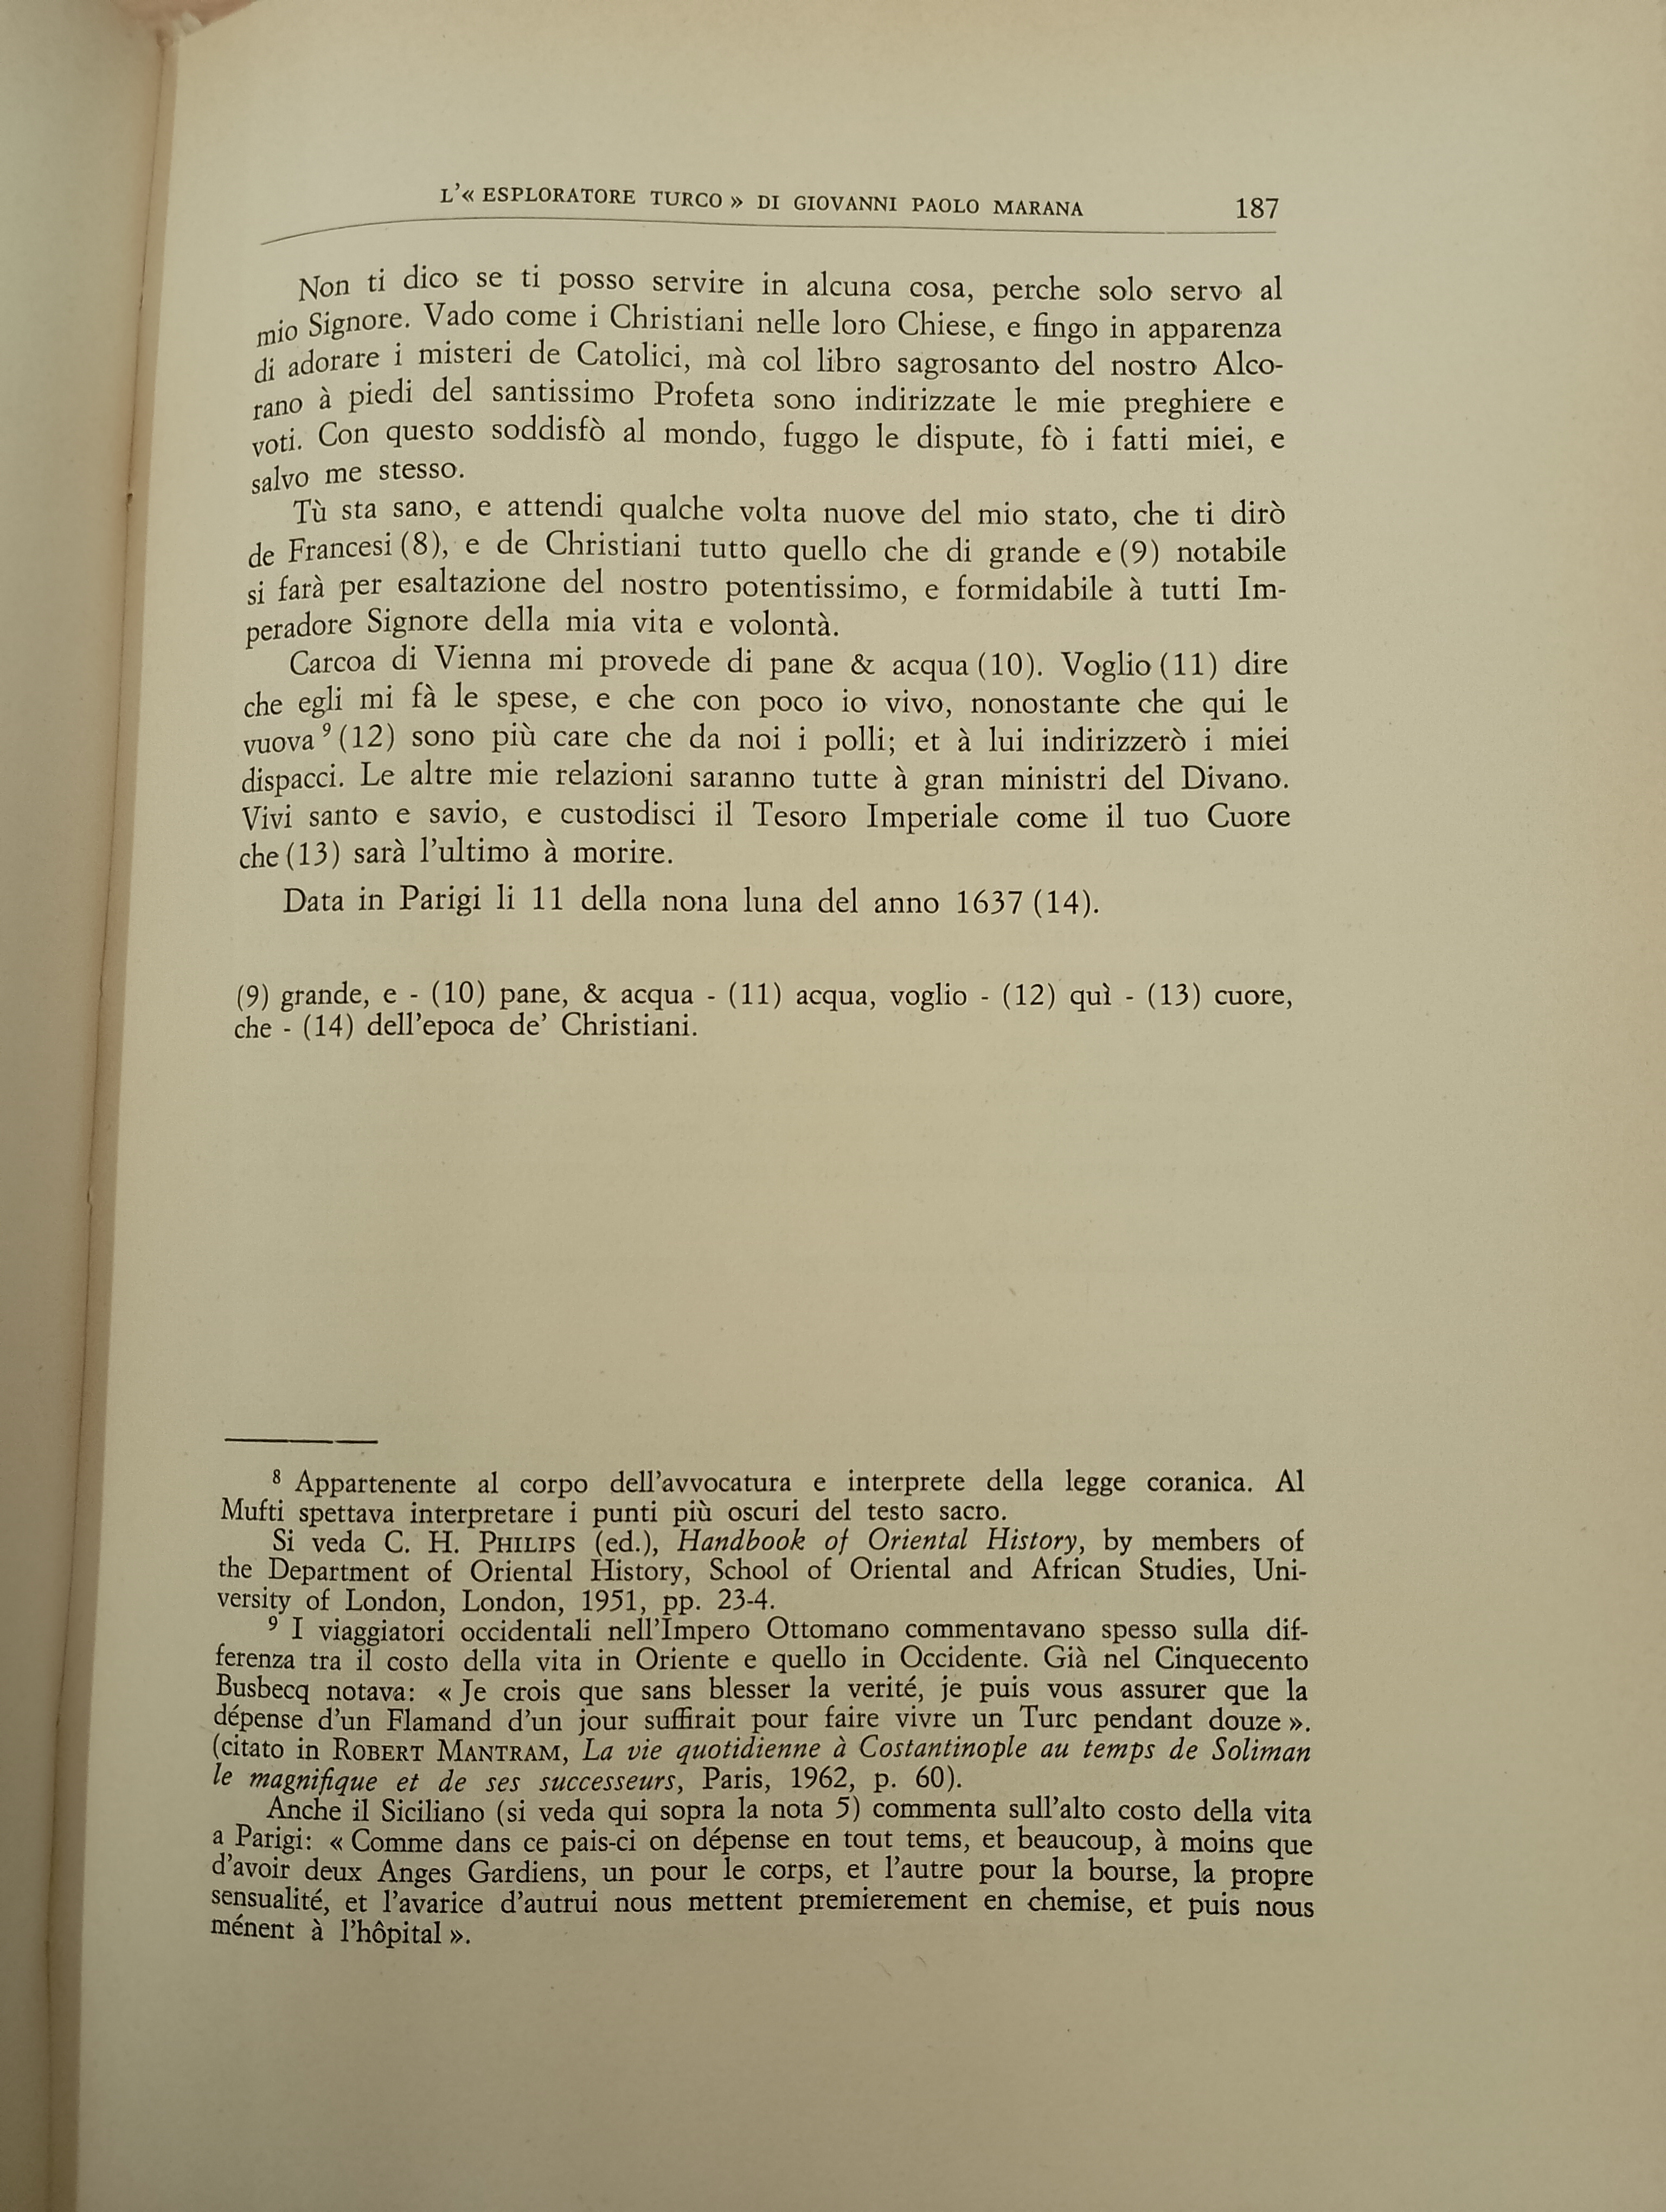 L'« ESPLORATORE TURCO » DI GIOVANNI PAOLO MARANA 187
Non ti dico se ti posso servire in alcuna cosa, perche solo servo al
mio Signore. Vado come i Christiani nelle loro Chiese, e fingo in apparenza
di adorare i misteri de Catolici, mà col libro sagrosanto del nostro Alco-
rano à piedi del santissimo Profeta sono indirizzate le mie preghiere e
voti. Con questo soddisfò al mondo, fuggo le dispute, fò i fatti miei, e
salvo me stesso.
Tù sta sano, e attendi qualche volta nuove del mio stato, che ti dirò
de Francesi (8), e de Christiani tutto quello che di grande e (9) notabile
si farà per esaltazione del nostro potentissimo, e formidabile à tutti Im-
peradore Signore della mia vita e volontà.
Carcoa di Vienna mi provede di pane & acqua (10). Voglio (11) dire
che egli mi fà le spese, e che con poco io vivo, nonostante che qui le
vuova ⁹ (12) sono più care che da noi i polli; et à lui indirizzerò i miei
dispacci. Le altre mie relazioni saranno tutte à gran ministri del Divano.
Vivi santo e savio, e custodisci il Tesoro Imperiale come il tuo Cuore
che (13) sarà l'ultimo à morire.
Data in Parigi li 11 della nona luna del anno 1637 (14).
(9) grande, e - (10) pane, & acqua - (11) acqua, voglio - (12) quì - (13) cuore,
che - (14) dell'epoca de' Christiani.
⁸ Appartenente al corpo dell'avvocatura e interprete della legge coranica. Al
Mufti spettava interpretare i punti più oscuri del testo sacro.
Si veda C. H. PHILIPS (ed.), Handbook of Oriental History, by members of
the Department of Oriental History, School of Oriental and African Studies, Uni-
versity of London, London, 1951, pp. 23-4.
⁹ I viaggiatori occidentali nell'Impero Ottomano commentavano spesso sulla dif-
ferenza tra il costo della vita in Oriente e quello in Occidente. Già nel Cinquecento
Busbecq notava: « Je crois que sans blesser la verité, je puis vous assurer que la
dépense d'un Flamand d'un jour suffirait pour faire vivre un Turc pendant douze ».
(citato in ROBERT MANTRAM, La vie quotidienne à Costantinople au temps de Soliman
le magnifique et de ses successeurs, Paris, 1962, p. 60).
Anche il Siciliano (si veda qui sopra la nota 5) commenta sull'alto costo della vita
a Parigi: « Comme dans ce pais-ci on dépense en tout tems, et beaucoup, à moins que
d'avoir deux Anges Gardiens, un pour le corps, et l'autre pour la bourse, la propre
sensualité, et l'avarice d'autrui nous mettent premierement en chemise, et puis nous
ménent à l'hôpital ».